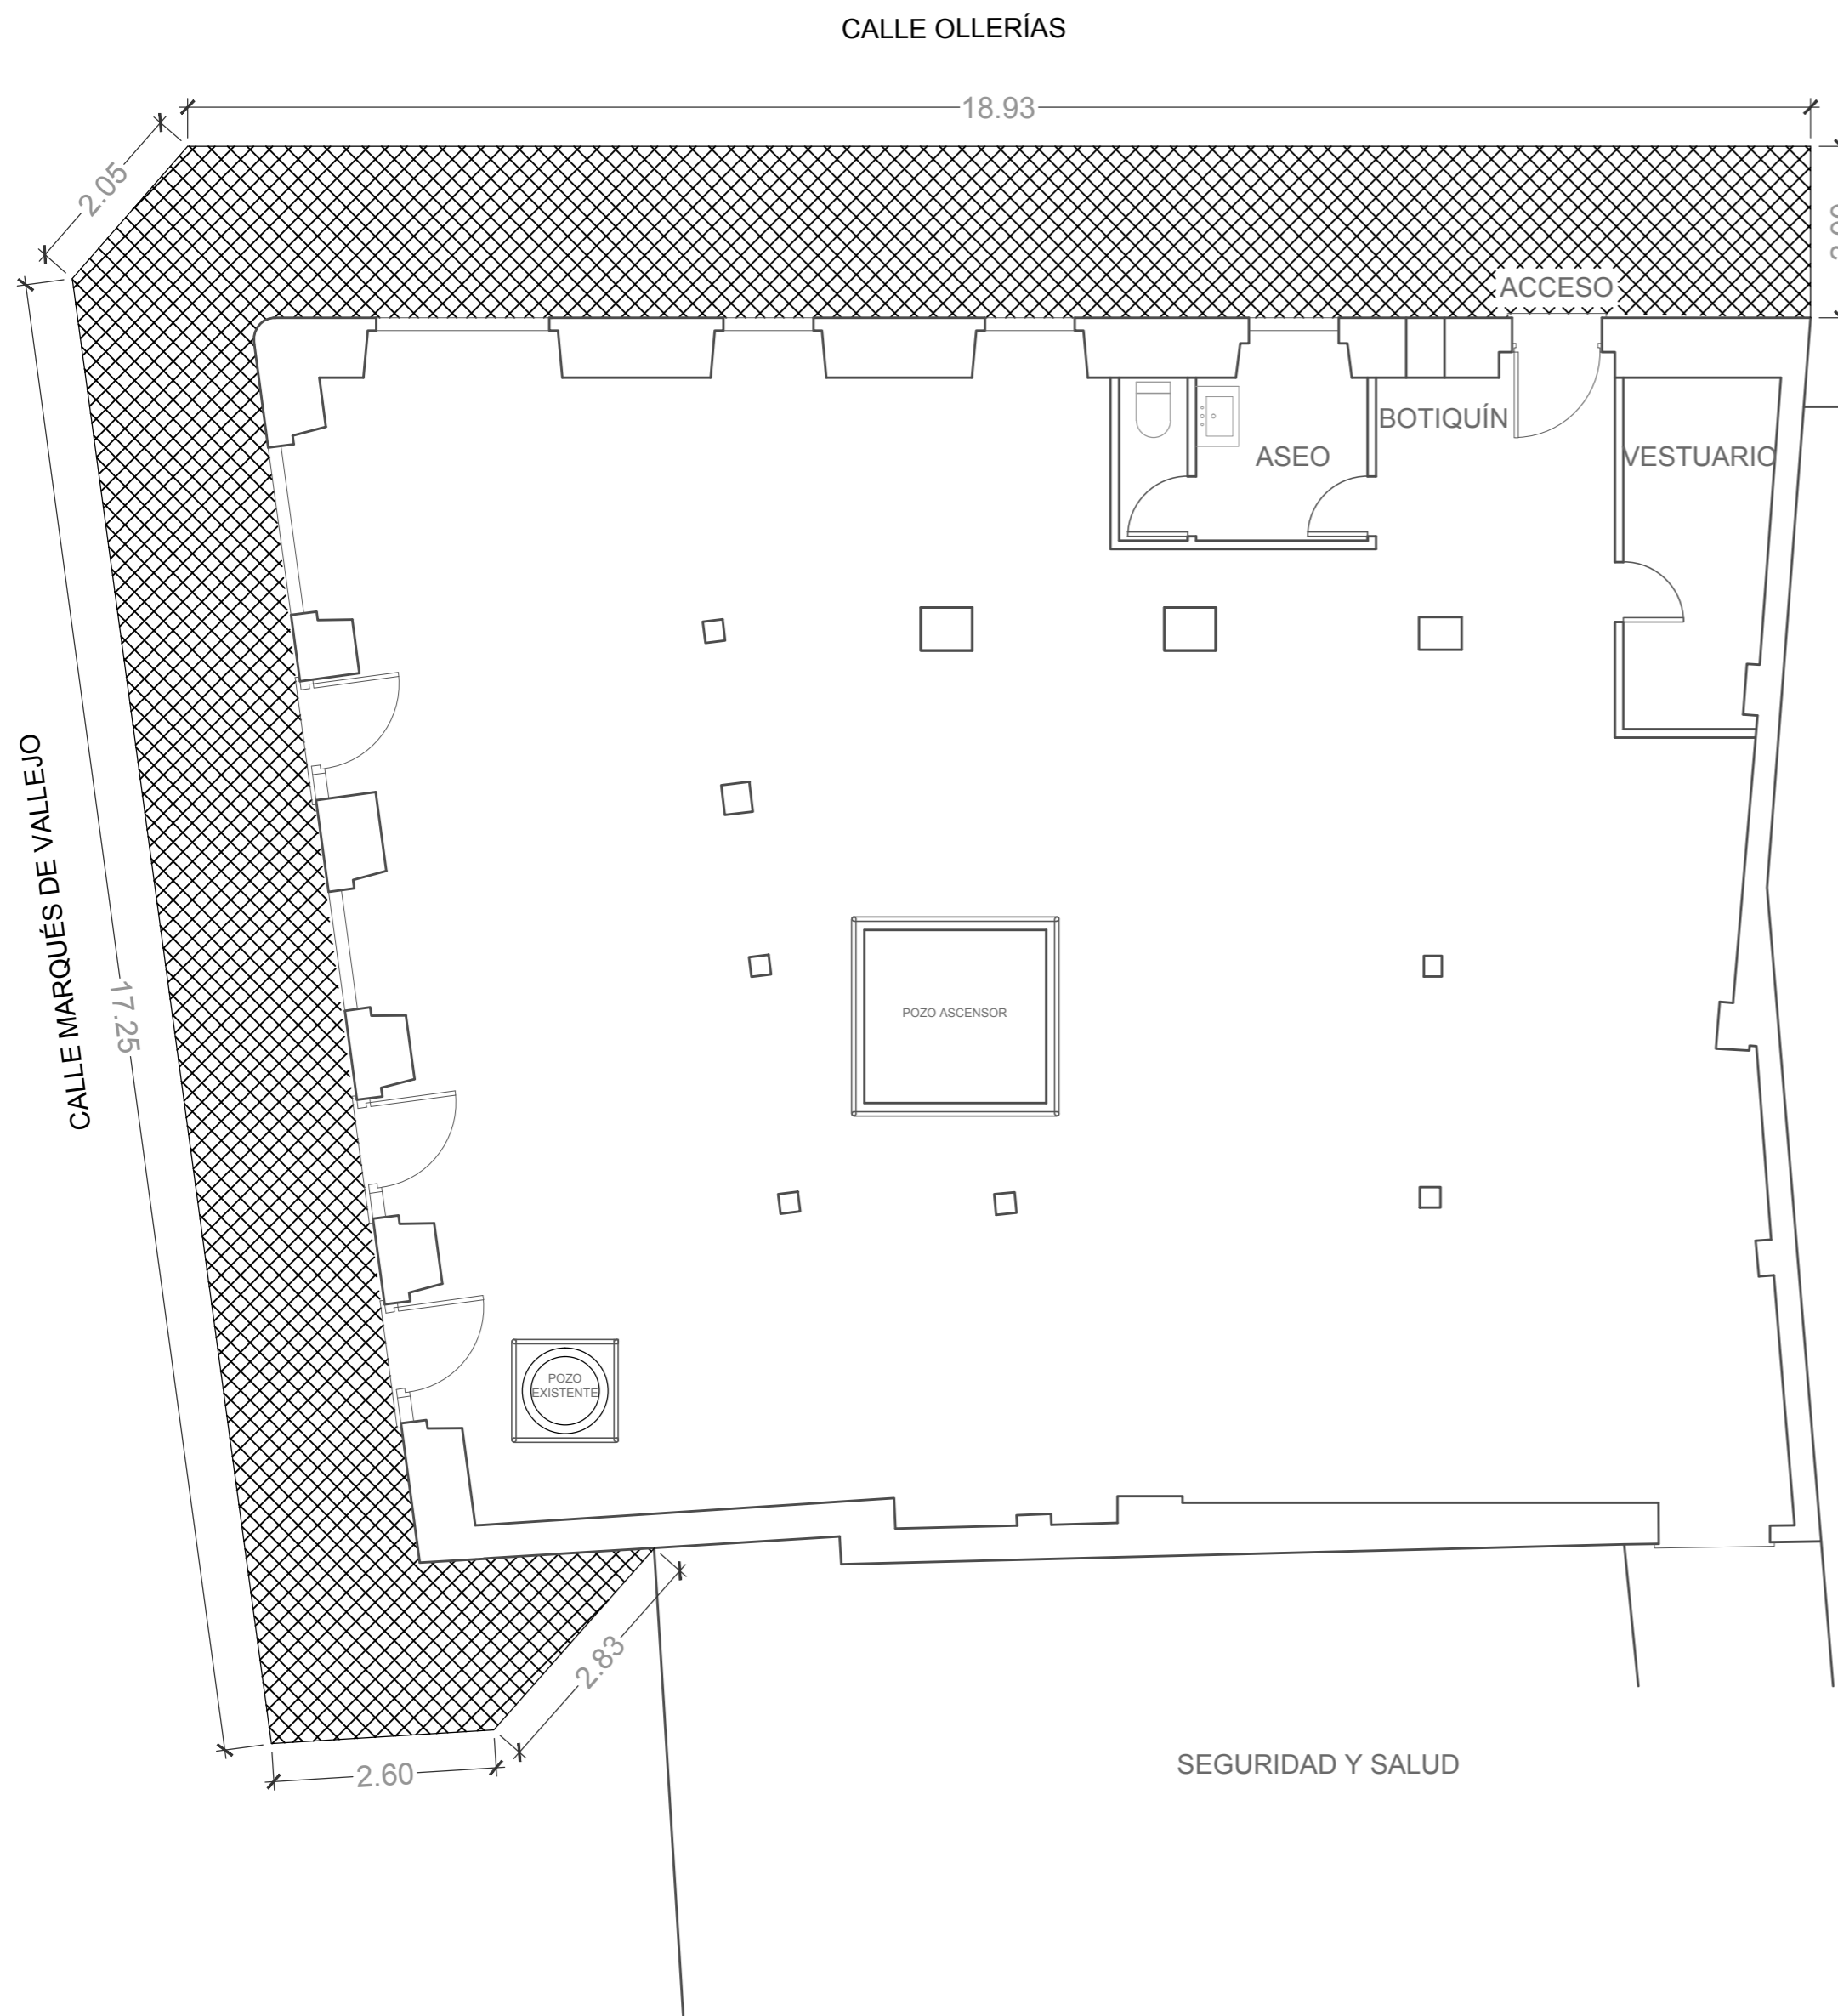 CALLE OLLERÍAS
18.93
2.05
ACCESO
BOTIQUÍN
ASEO
VESTUARIO
CALLE MARQUÉS DE VALLEJO
17.25
POZO ASCENSOR
POZO
EXISTENTE
2.83
2.60
SEGURIDAD Y SALUD